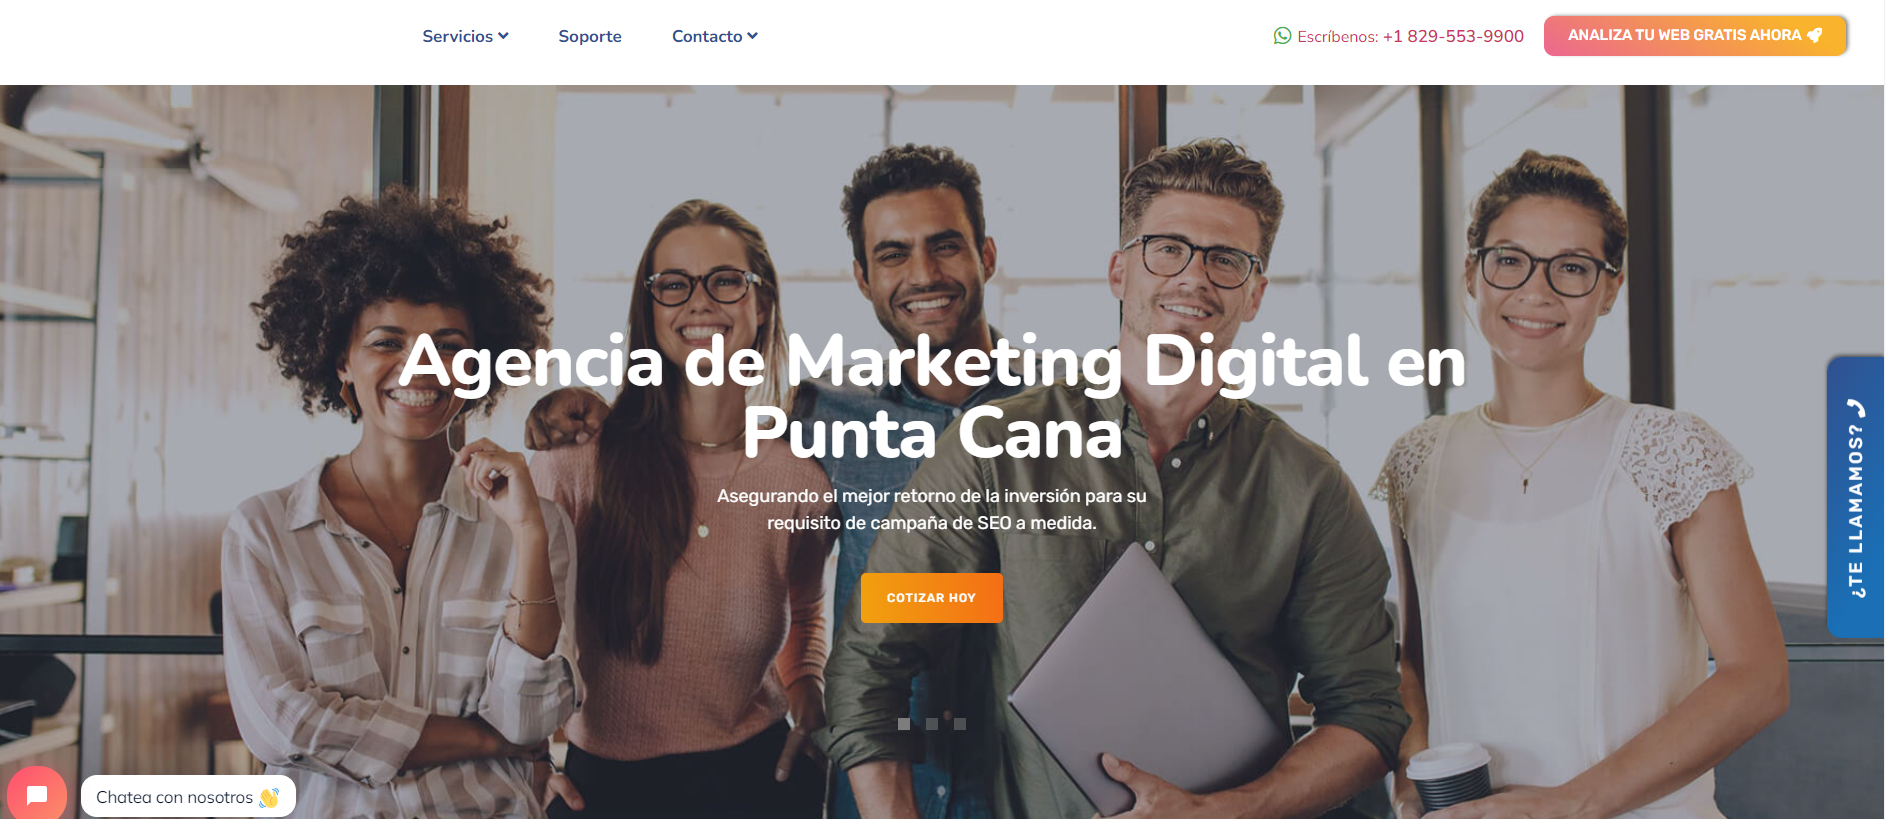 Servicios
Soporte
Contacto
Escríbenos: +1 829-553-9900
ANALIZA TU WEB GRATIS AHORA
Agencia de Marketing Digital en
Punta Cana
Asegurando el mejor retorno de la inversión para su
requisito de campaña de SEO a medida.
COTIZAR HOY
¿TE LLAMAMOS?
Chatea con nosotros 👋